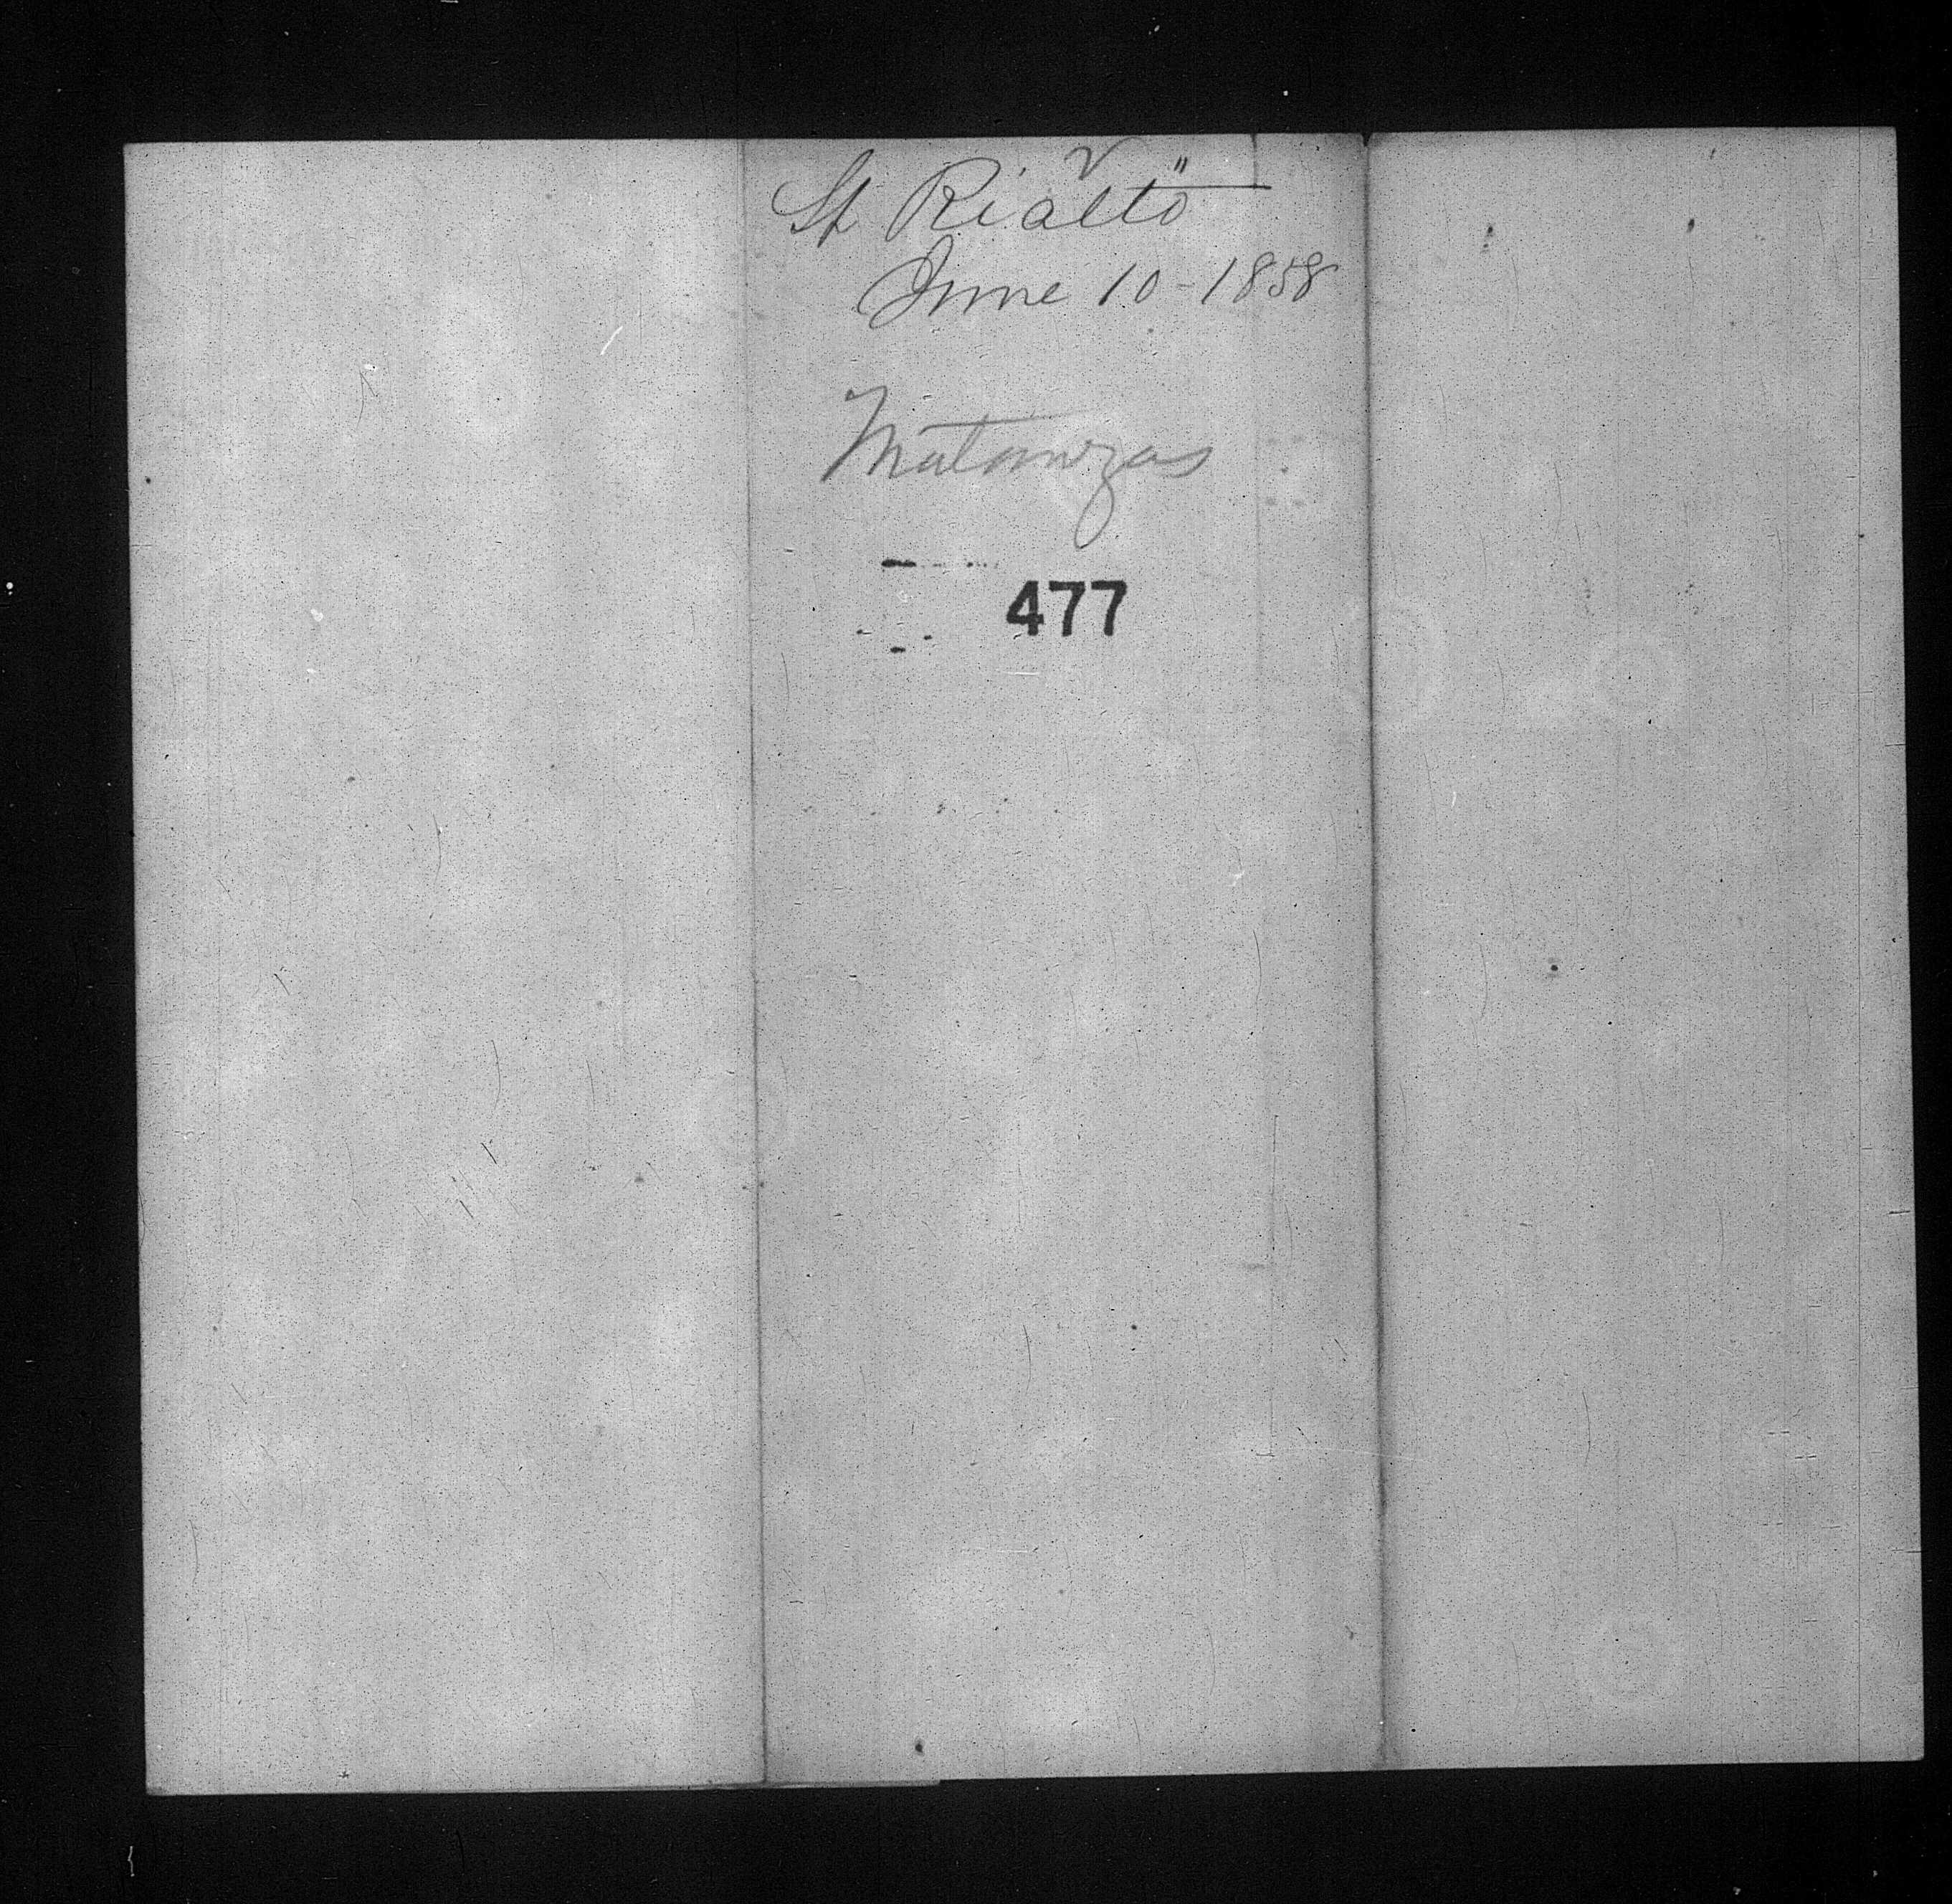 Sp Rialto"
June 10-1858
Matanzas
477